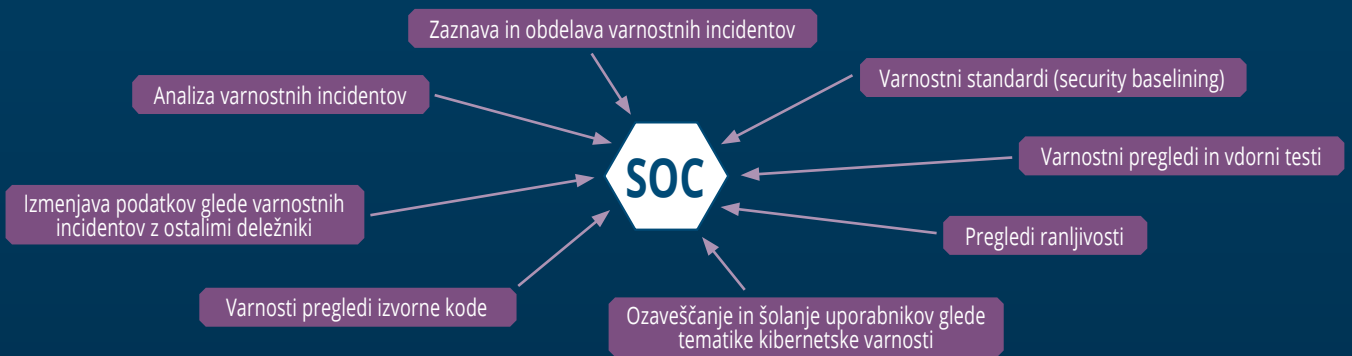 Zaznava in obdelava varnostnih incidentov
Varnostni standardi (security baselining)
Analiza varnostnih incidentov
Varnostni pregledi in vdorni testi
SOC
Izmenjava podatkov glede varnostnih
incidentov z ostalimi deležniki
Pregledi ranljivosti
Varnosti pregledi izvorne kode
Ozaveščanje in šolanje uporabnikov glede
tematike kibernetske varnosti